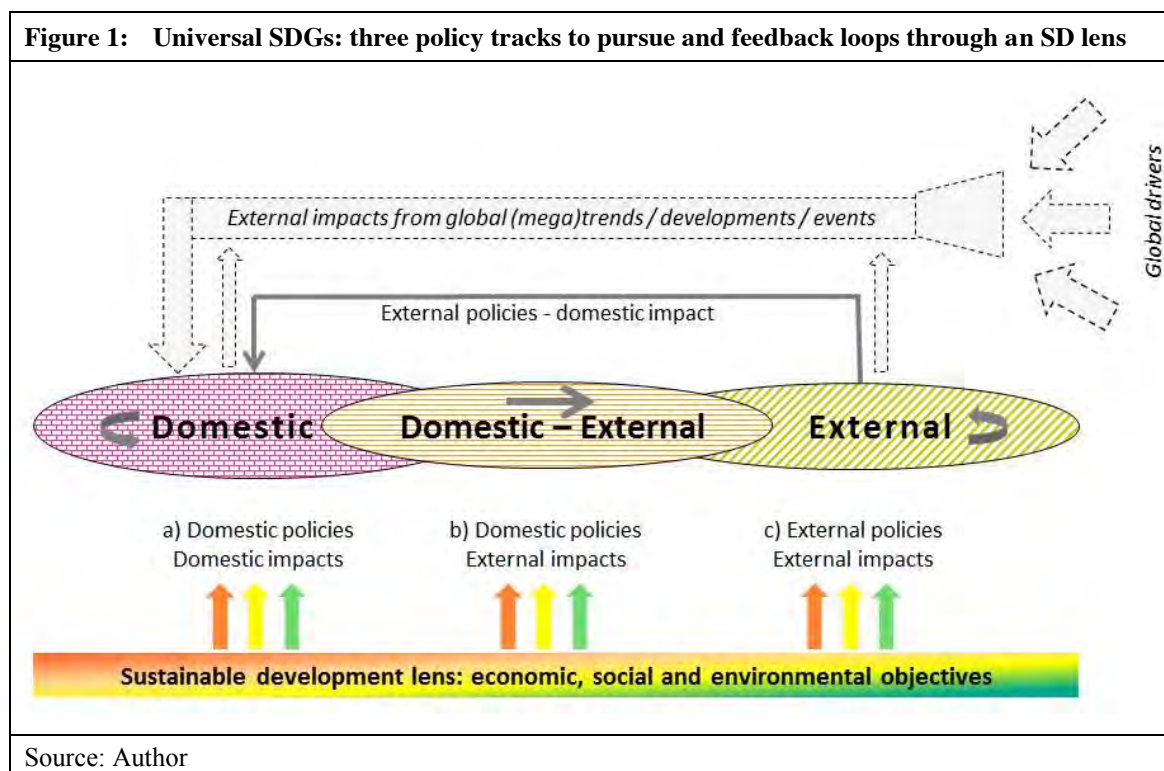 Figure 1: Universal SDGs: three policy tracks to pursue and feedback loops through an SD lens
Global drivers
External impacts from global (mega)trends / developments / events
External policies - domestic impact
Domestic
Domestic – External
External
a) Domestic policies
Domestic impacts
b) Domestic policies
External impacts
c) External policies
External impacts
Sustainable development lens: economic, social and environmental objectives
Source: Author